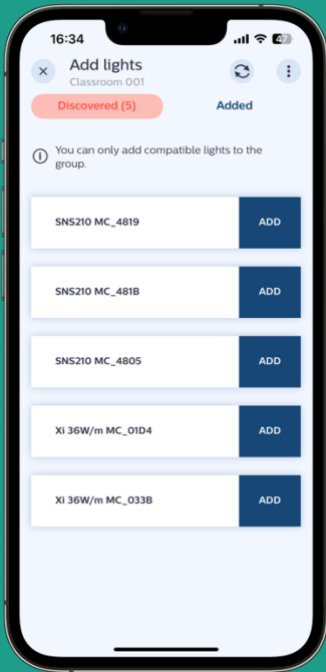 16:34
47
Add lights
Classroom 001
Discovered (5)
Added
You can only add compatible lights to the
group.
SNS210 MC_4819
ADD
SNS210 MC_481B
ADD
SNS210 MC_4805
ADD
Xi 36W/m MC_01D4
ADD
Xi 36W/m MC_033B
ADD